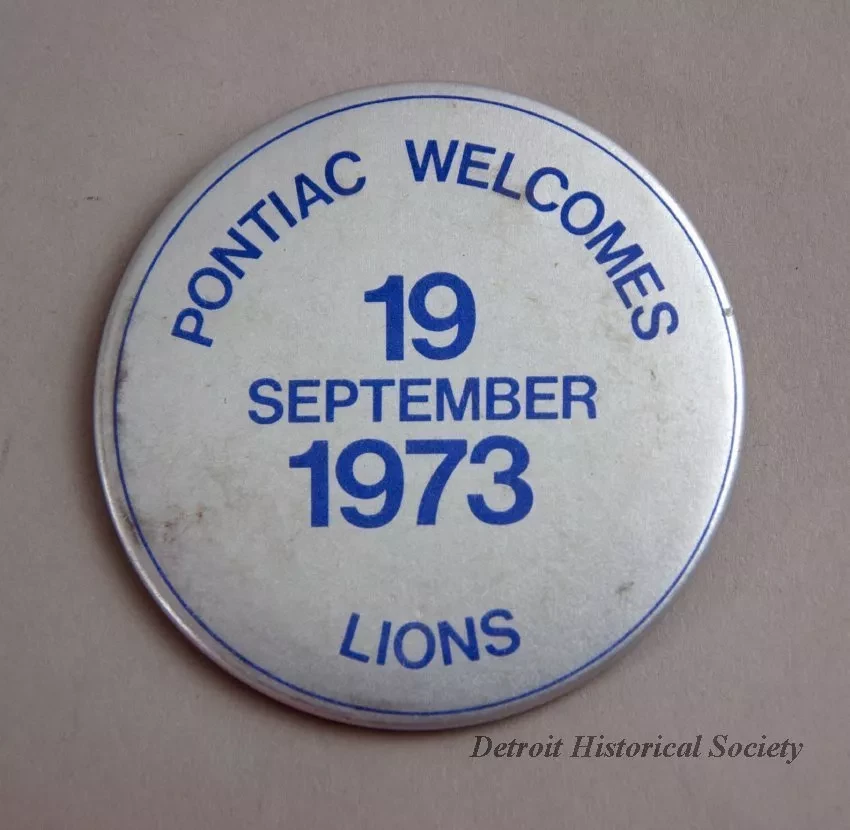 PONTIAC WELCOMES
19
SEPTEMBER
1973
LIONS
Detroit Historical Society